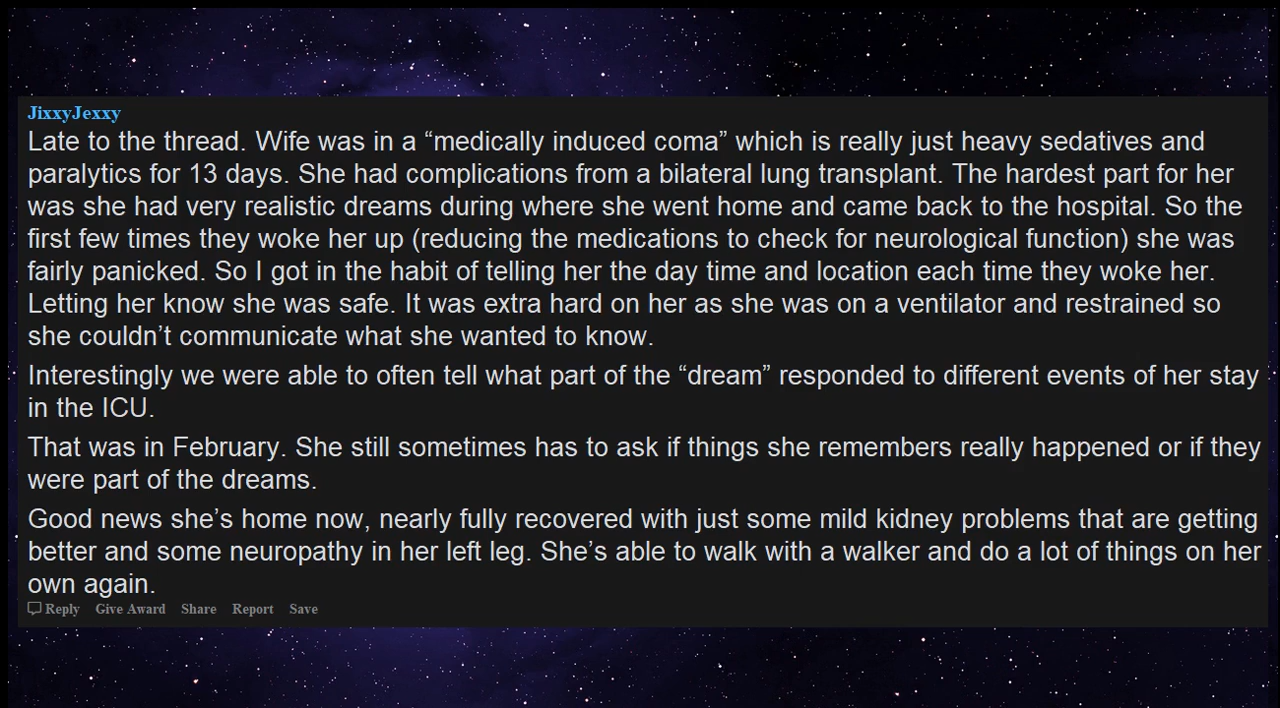 JixxyJexxy
Late to the thread. Wife was in a “medically induced coma” which is really just heavy sedatives and
paralytics for 13 days. She had complications from a bilateral lung transplant. The hardest part for her
was she had very realistic dreams during where she went home and came back to the hospital. So the
first few times they woke her up (reducing the medications to check for neurological function) she was
fairly panicked. So I got in the habit of telling her the day time and location each time they woke her.
Letting her know she was safe. It was extra hard on her as she was on a ventilator and restrained so
she couldn’t communicate what she wanted to know.
Interestingly we were able to often tell what part of the “dream” responded to different events of her stay
in the ICU.
That was in February. She still sometimes has to ask if things she remembers really happened or if they
were part of the dreams.
Good news she’s home now, nearly fully recovered with just some mild kidney problems that are getting
better and some neuropathy in her left leg. She’s able to walk with a walker and do a lot of things on her
own again.
Reply Give Award Share Report Save